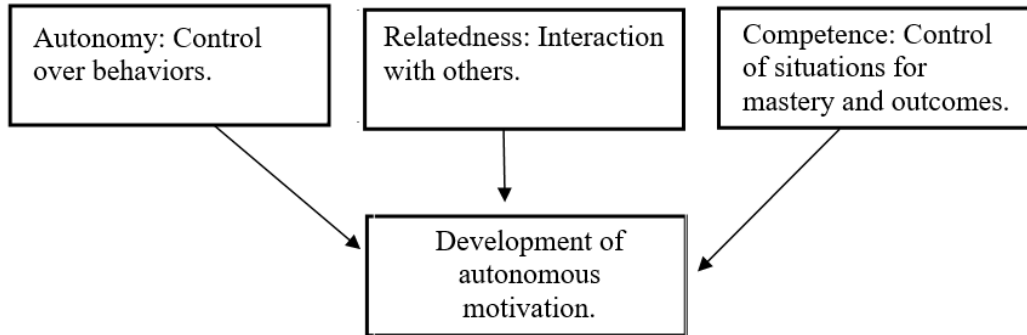 Autonomy: Control
over behaviors.
Relatedness: Interaction
with others.
Competence: Control
of situations for
mastery and outcomes.
Development of
autonomous
motivation.